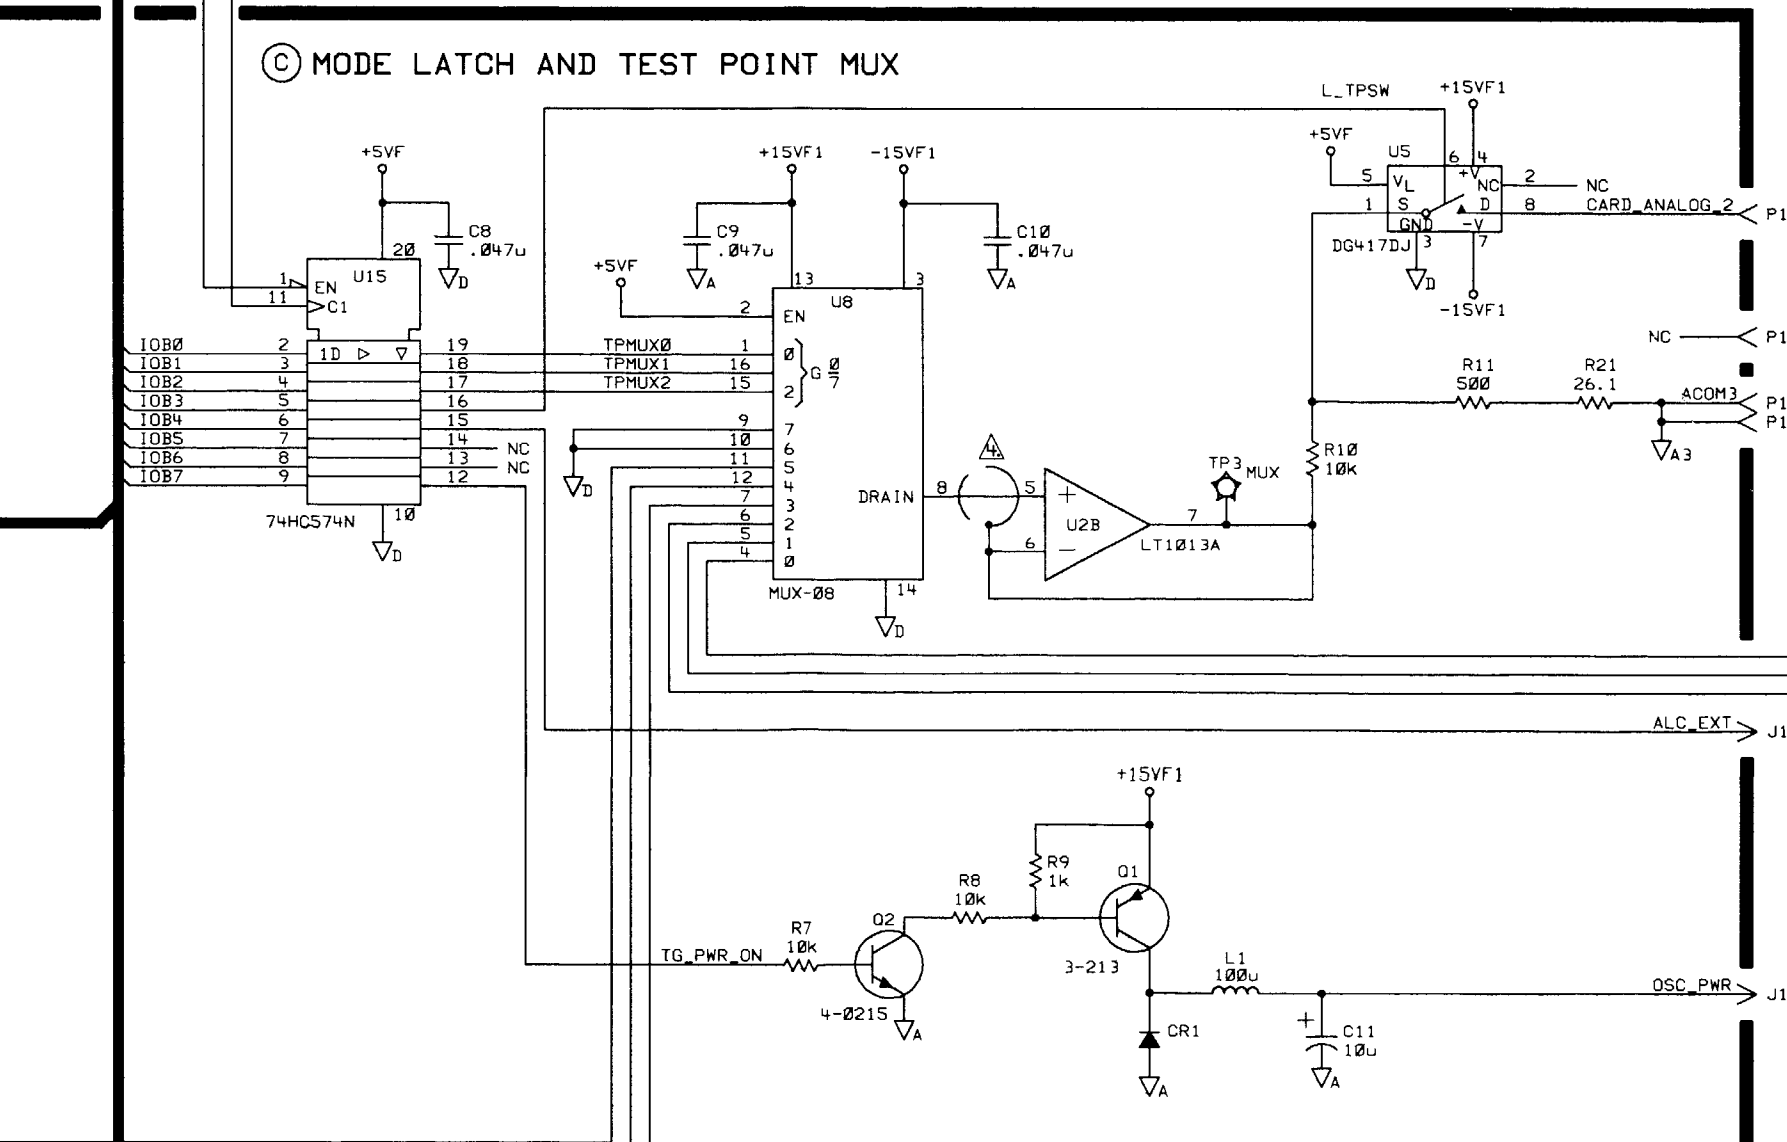 C MODE LATCH AND TEST POINT MUX
L_TPSW
+15VF1
+5VF
U5
6 4
5 VL +V NC 2 NC
1 S D 8 CARD_ANALOG_2 P1
GND -V
DG417DJ 3 7
D
-15VF1
NC P1
+5VF
C8
.047u
D
20
U15
1 EN
11 C1
1D
IOB0 2 19 TPMUX0 1
IOB1 3 18 TPMUX1 16
IOB2 4 17 TPMUX2 15
IOB3 5 16
IOB4 6 15
IOB5 7 14 NC
IOB6 8 13 NC
IOB7 9 12
74HC574N 10
D
+15VF1
-15VF1
C9
.047u
A
C10
.047u
A
+5VF
13 3
U8
2 EN
0
2
G 0
7
9 7
10 6
11 5
12 4
7 3
6 2
5 1
4 0
D
DRAIN 8
MUX-08 14
D
4.
5 +
6 -
U2B
7
LT1013A
TP3 MUX
R10
10k
R11
500
R21
26.1
ACOM3 P1
P1
A3
ALC_EXT J1
+15VF1
R9
1k
Q1
R8
10k
Q2
R7
10k
TG_PWR_ON
4-0215
A
3-213
L1
100u
OSC_PWR J1
CR1
A
+ C11
10u
A